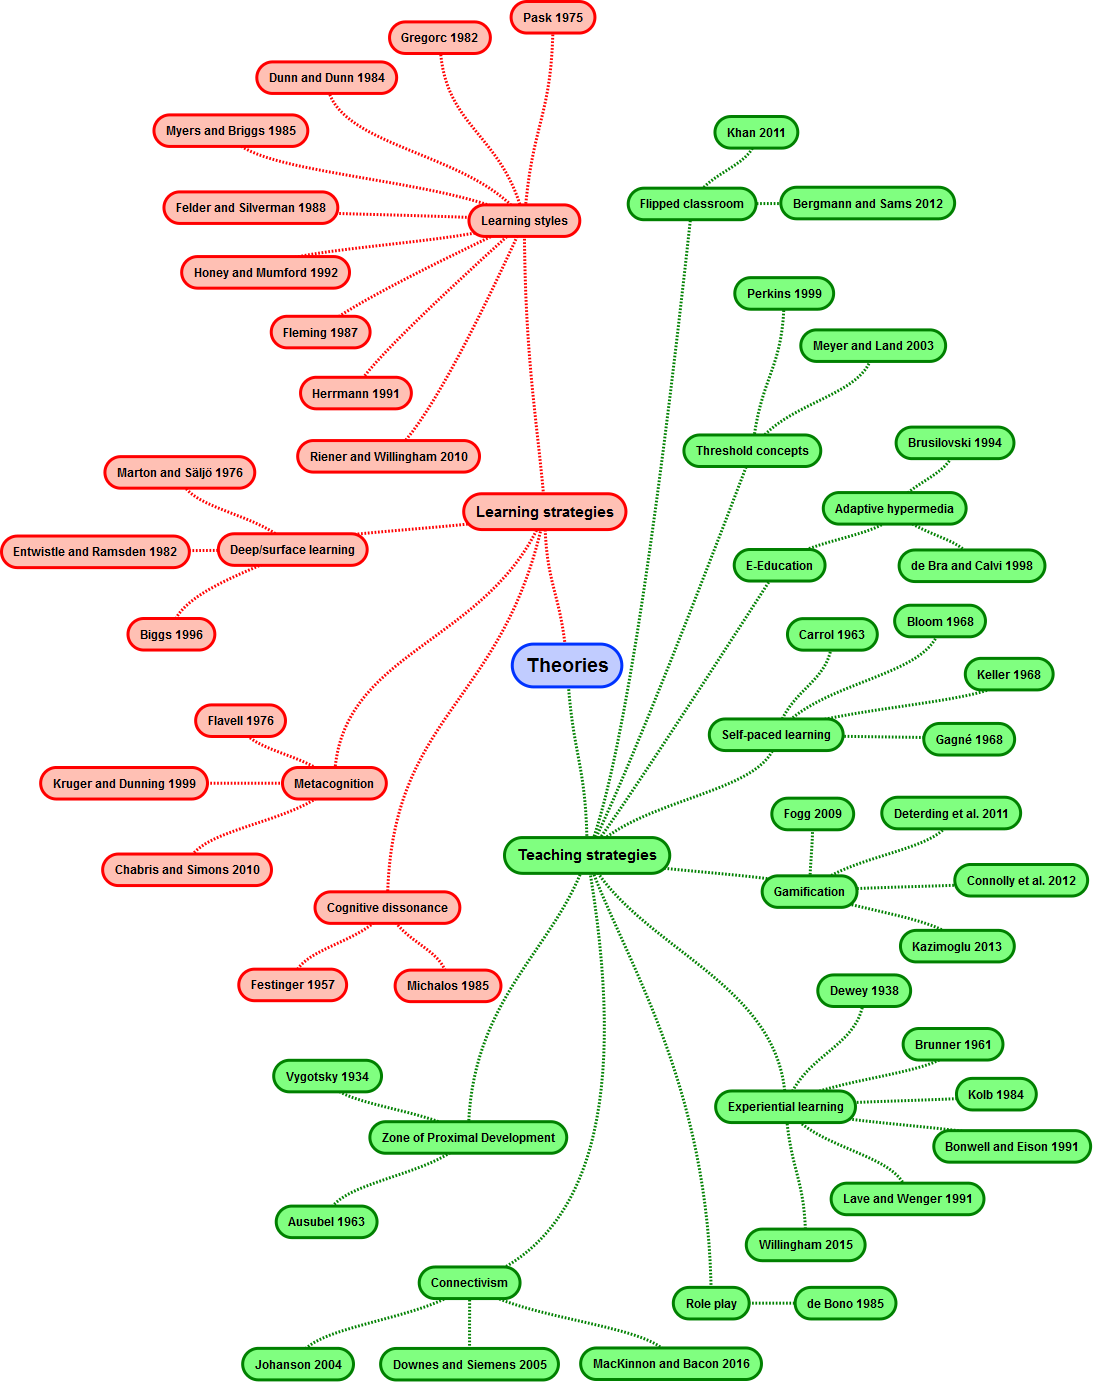 Pask 1975
Gregorc 1982
Dunn and Dunn 1984
Myers and Briggs 1985
Felder and Silverman 1988
Learning styles
Honey and Mumford 1992
Fleming 1987
Herrmann 1991
Riener and Willingham 2010
Marton and Säljö 1976
Learning strategies
Entwistle and Ramsden 1982
Deep/surface learning
Biggs 1996
Theories
Flavell 1976
Kruger and Dunning 1999
Metacognition
Chabris and Simons 2010
Cognitive dissonance
Festinger 1957
Michalos 1985
Khan 2011
Flipped classroom
Bergmann and Sams 2012
Perkins 1999
Meyer and Land 2003
Threshold concepts
Brusilovski 1994
Adaptive hypermedia
E-Education
de Bra and Calvi 1998
Carrol 1963
Bloom 1968
Keller 1968
Self-paced learning
Gagné 1968
Fogg 2009
Deterding et al. 2011
Teaching strategies
Gamification
Connolly et al. 2012
Kazimoglu 2013
Dewey 1938
Brunner 1961
Experiential learning
Kolb 1984
Bonwell and Eison 1991
Lave and Wenger 1991
Willingham 2015
Vygotsky 1934
Zone of Proximal Development
Ausubel 1963
Connectivism
Role play
de Bono 1985
Johanson 2004
Downes and Siemens 2005
MacKinnon and Bacon 2016